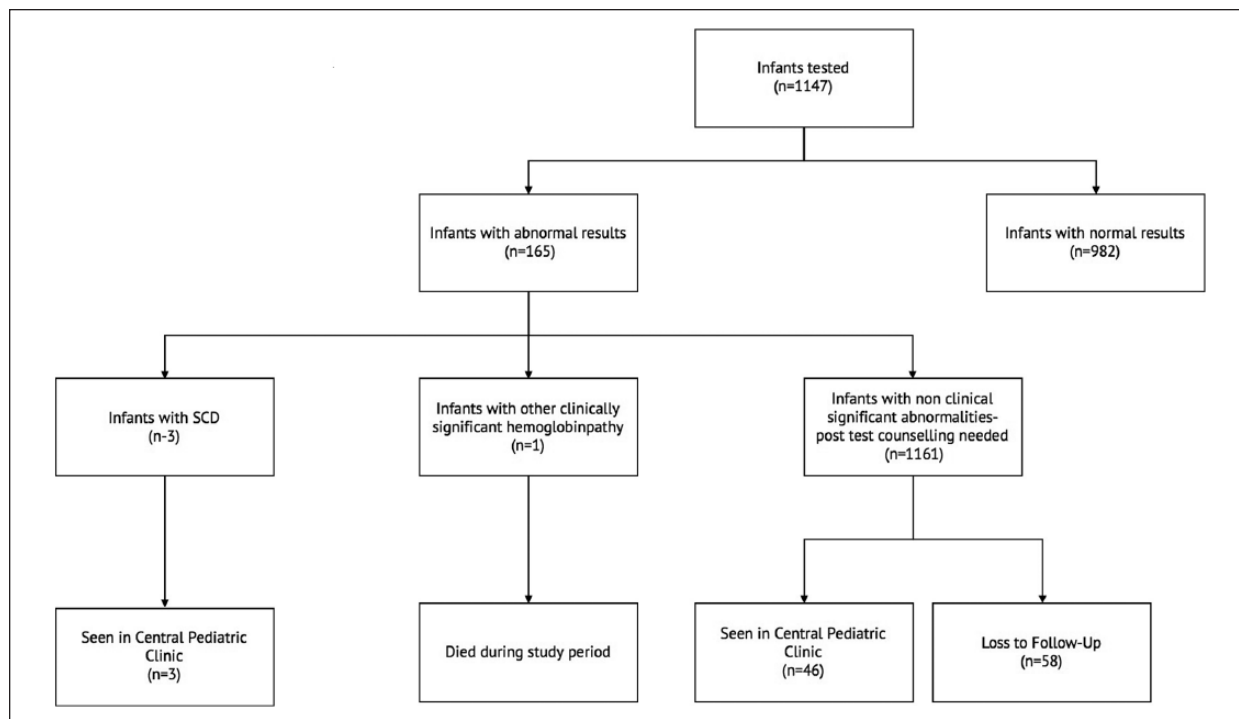 Infants tested
(n=1147)
Infants with abnormal results
(n=165)
Infants with normal results
(n=982)
Infants with SCD
(n-3)
Infants with other clinically
significant hemoglobinpathy
(n=1)
Infants with non clinical
significant abnormalities-
post test counselling needed
(n=1161)
Seen in Central Pediatric
Clinic
(n=3)
Died during study period
Seen in Central Pediatric
Clinic
(n=46)
Loss to Follow-Up
(n=58)